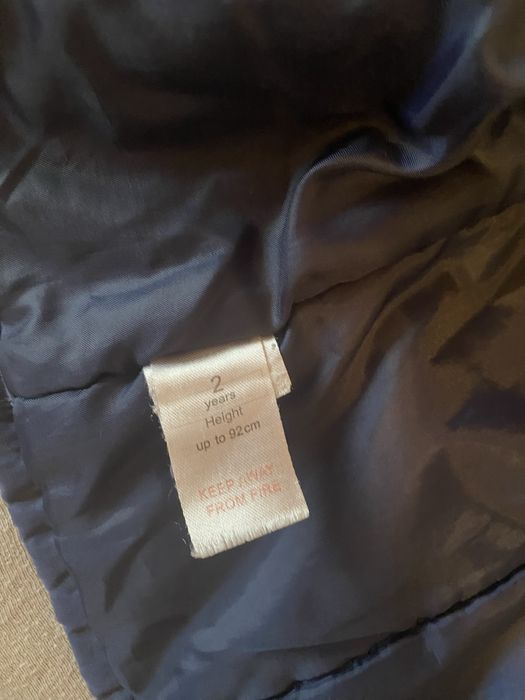 2
years
Height
up to 92cm
KEEP AWAY
FROM FIRE